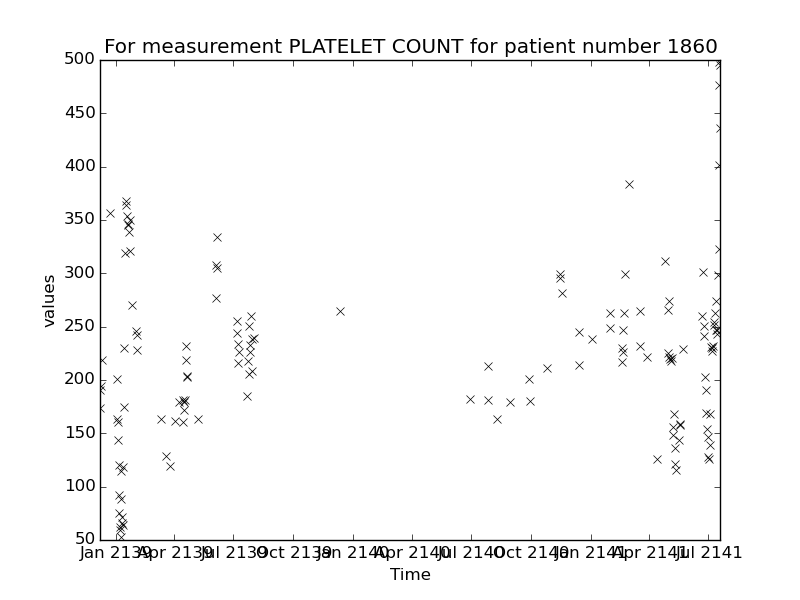 For measurement PLATELET COUNT for patient number 1860
500
450
400
350
300
250
200
150
100
50
values
Jan 2139 Apr 2139 Jul 2139 Oct 2139 Jan 2140 Apr 2140 Jul 2140 Oct 2140 Jan 2141 Apr 2141 Jul 2141
Time